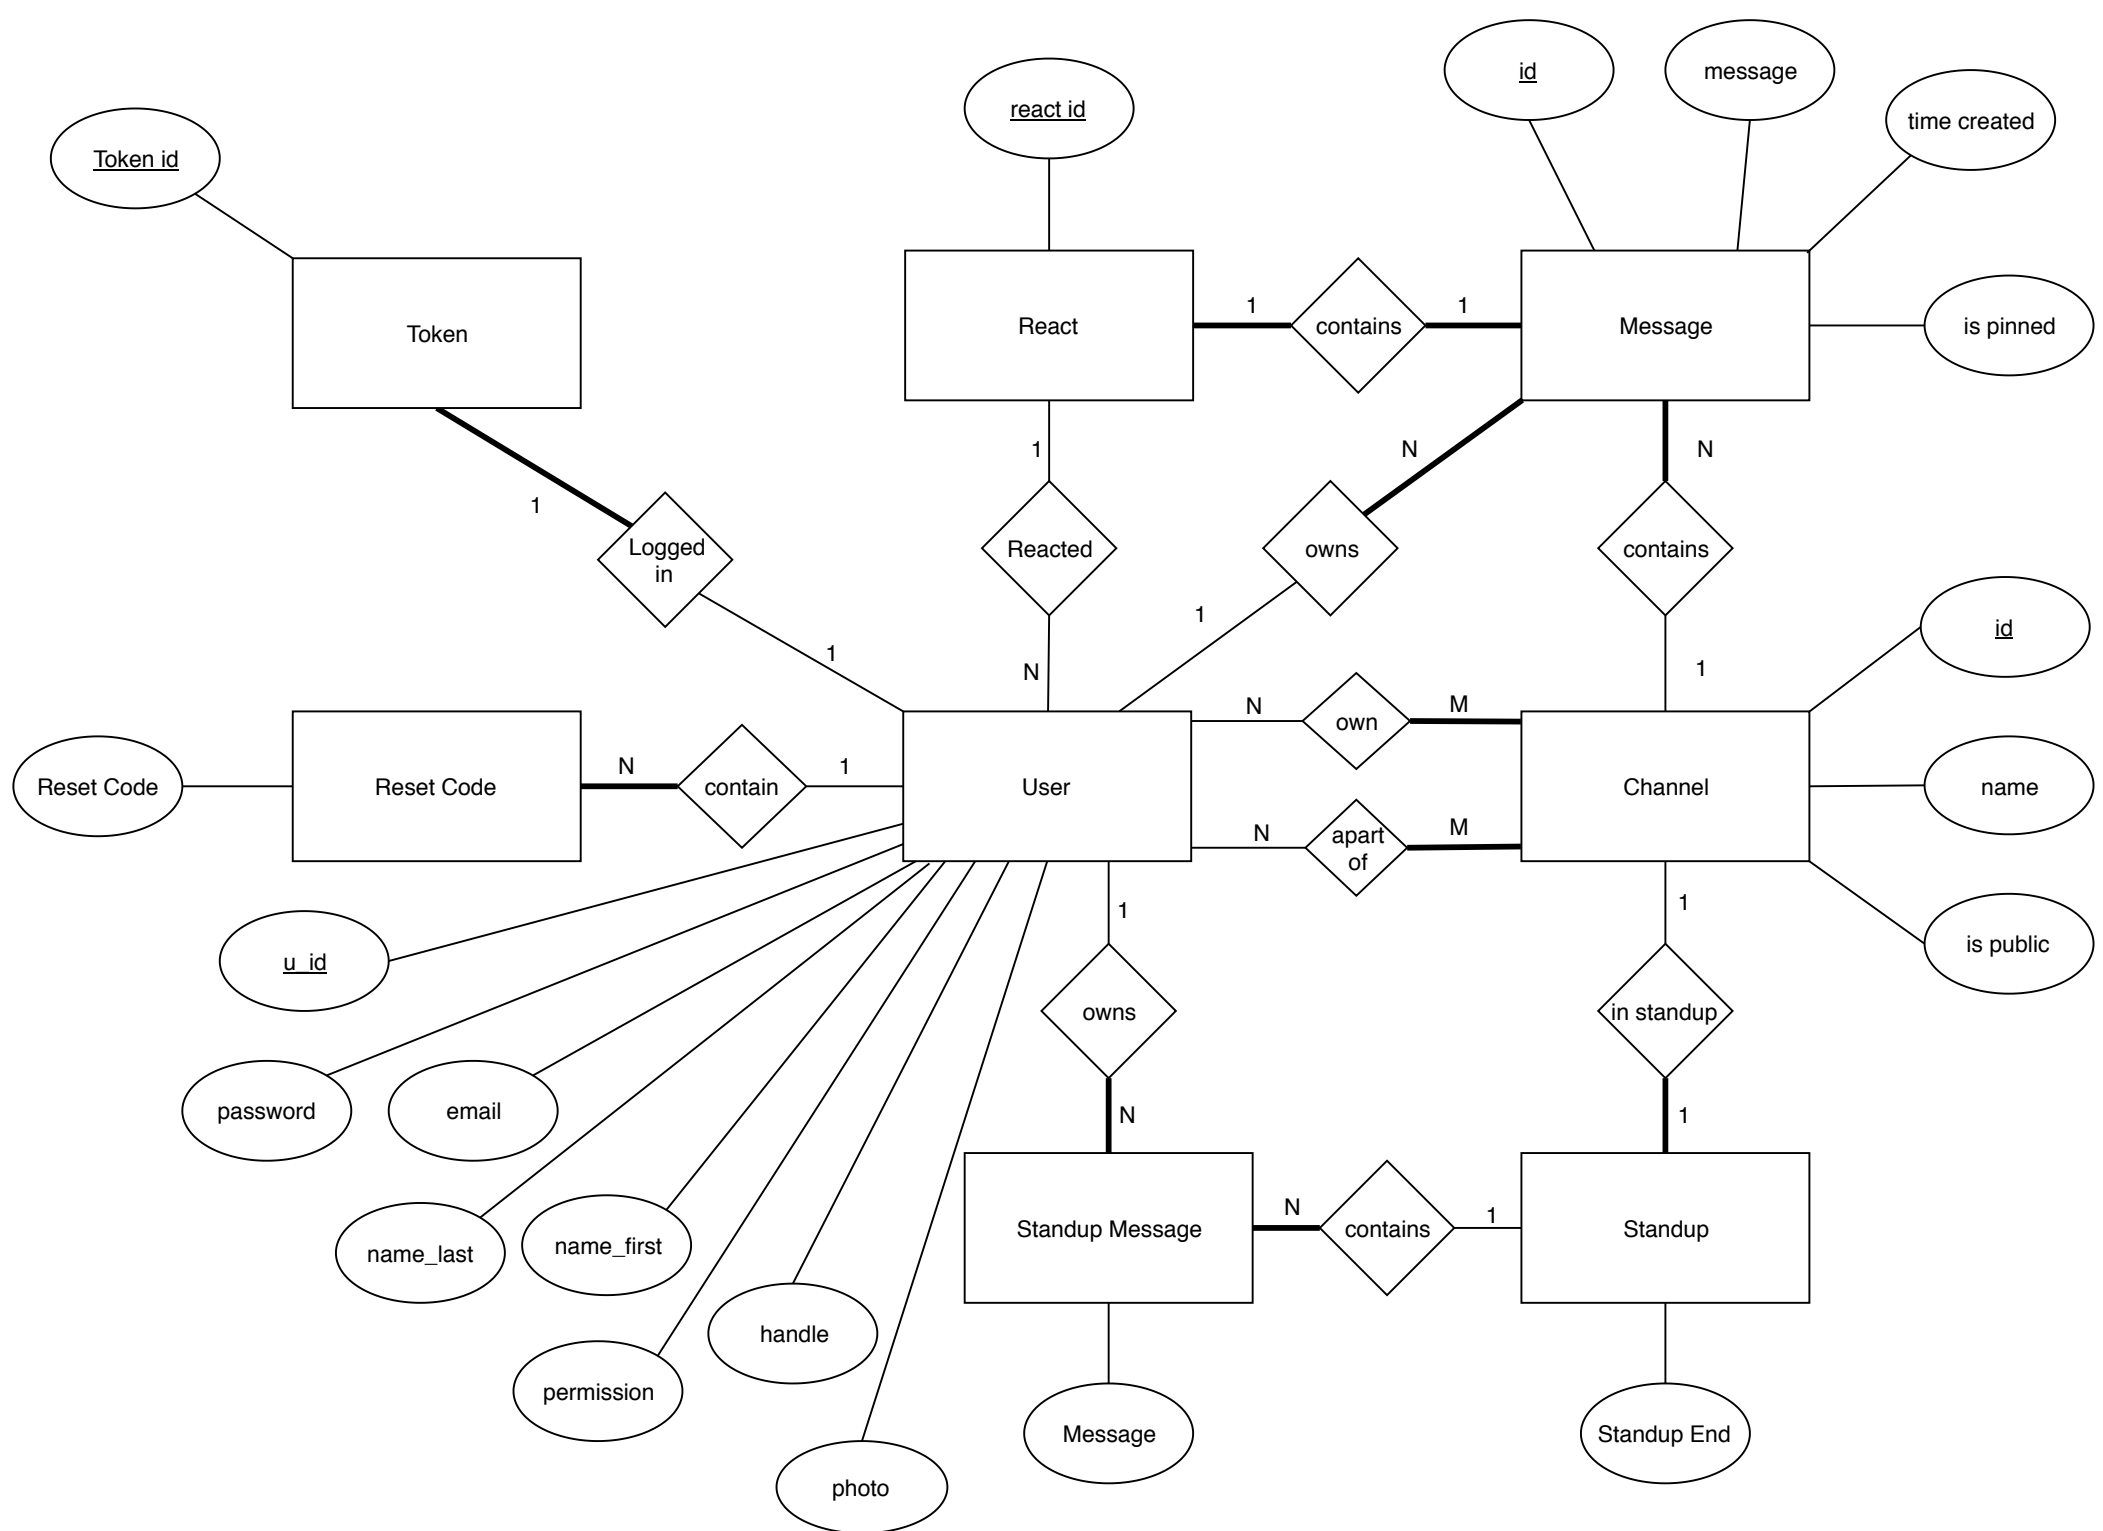 id
message
react id
time created
Token id
1
1
React
contains
Message
is pinned
Token
1
N
N
1
Logged
in
Reacted
owns
contains
1
id
1
N
1
N
M
own
N
1
Reset Code
Reset Code
contain
User
Channel
name
N
M
apart
of
1
1
is public
u_id
owns
in standup
password
email
N
1
N
1
Standup Message
contains
Standup
name_last
name_first
handle
permission
Message
Standup End
photo